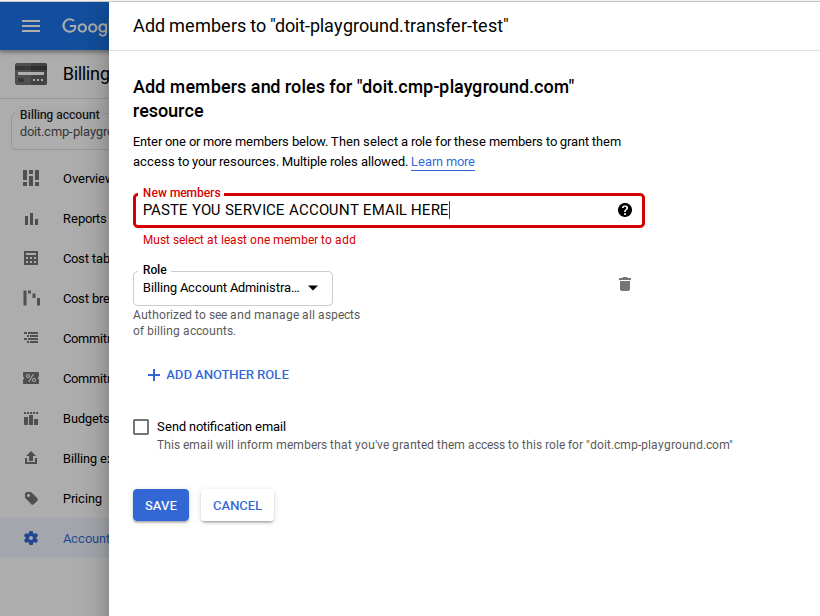 Goog
Add members to "doit-playground.transfer-test"
Billing
Billing account
doit.cmp-playgro
Overview
Reports
Cost tab
Cost bre
Commitm
Commitm
Budgets
Billing ex
Pricing
Account
Add members and roles for "doit.cmp-playground.com"
resource
Enter one or more members below. Then select a role for these members to grant them
access to your resources. Multiple roles allowed. Learn more
New members
PASTE YOU SERVICE ACCOUNT EMAIL HERE
Must select at least one member to add
Role
Billing Account Administra...
Authorized to see and manage all aspects
of billing accounts.
ADD ANOTHER ROLE
Send notification email
This email will inform members that you've granted them access to this role for "doit.cmp-playground.com"
SAVE
CANCEL